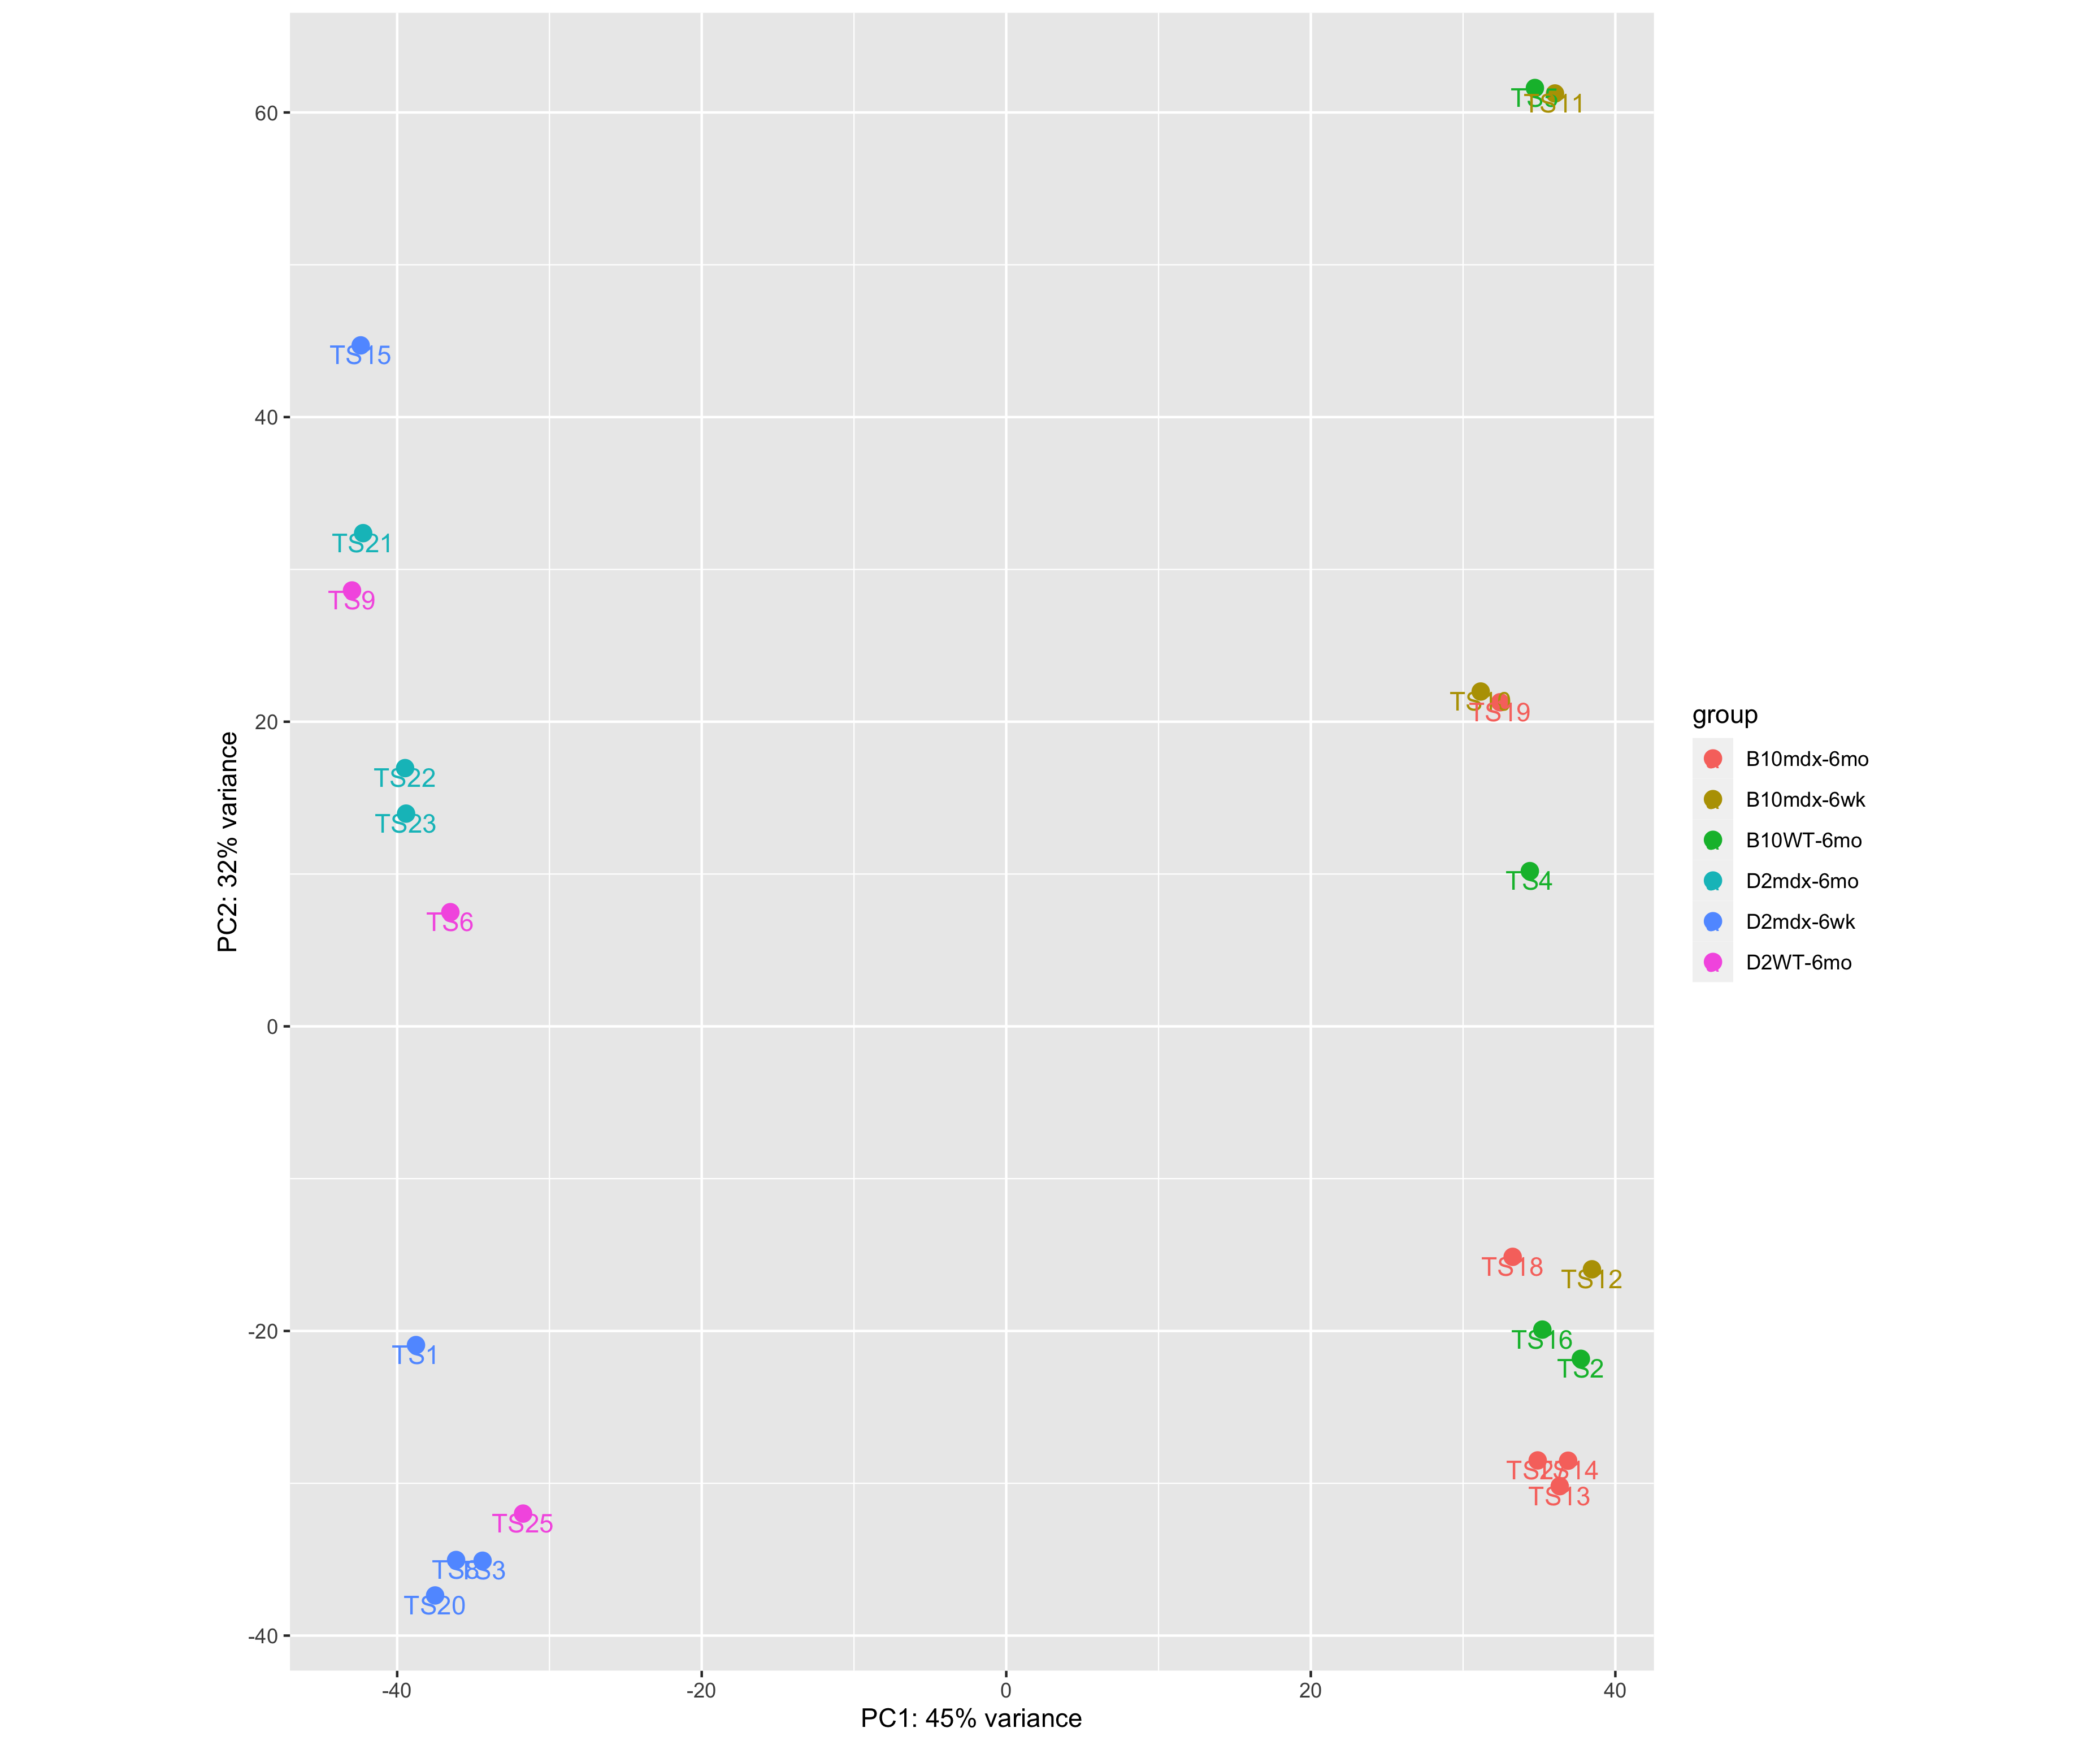 60
40
20
0
-20
-40
-40
-20
0
20
40
PC2: 32% variance
PC1: 45% variance
TS11
TS15
TS21
TS9
TS19
TS22
TS23
TS4
TS6
TS18
TS12
TS16
TS1
TS2
TS14
TS13
TS25
TS8
TS3
TS20
group
B10mdx-6mo
B10mdx-6wk
B10WT-6mo
D2mdx-6mo
D2mdx-6wk
D2WT-6mo